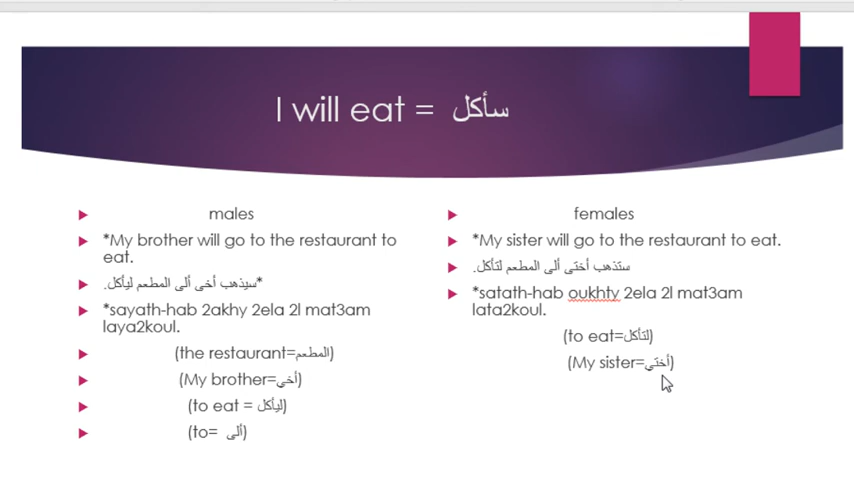 I will eat = سأكل
males
*My brother will go to the restaurant to
eat.
*سيذهب أخى ألى المطعم ليأكل.
*sayath-hab 2akhy 2ela 2l mat3am
laya2koul.
(the restaurant=المطعم)
(My brother=أخي)
(to eat = ليأكل)
(to= ألى)
females
*My sister will go to the restaurant to eat.
ستذهب أختى ألى المطعم لتأكل.
*satath-hab oukhty 2ela 2l mat3am
lata2koul.
(to eat=لتأكل)
(My sister=أختي)